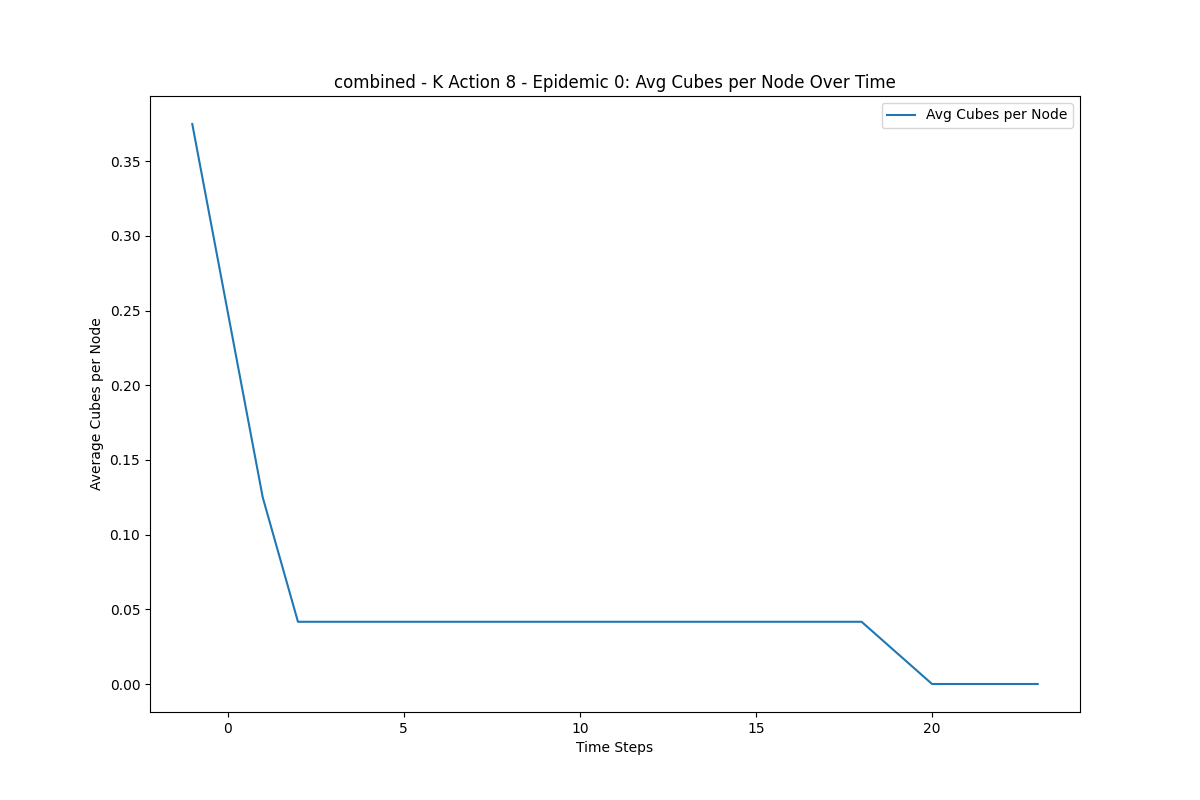 combined - K Action 8 - Epidemic 0: Avg Cubes per Node Over Time
Avg Cubes per Node
Average Cubes per Node
0.35
0.30
0.25
0.20
0.15
0.10
0.05
0.00
0 5 10 15 20
Time Steps